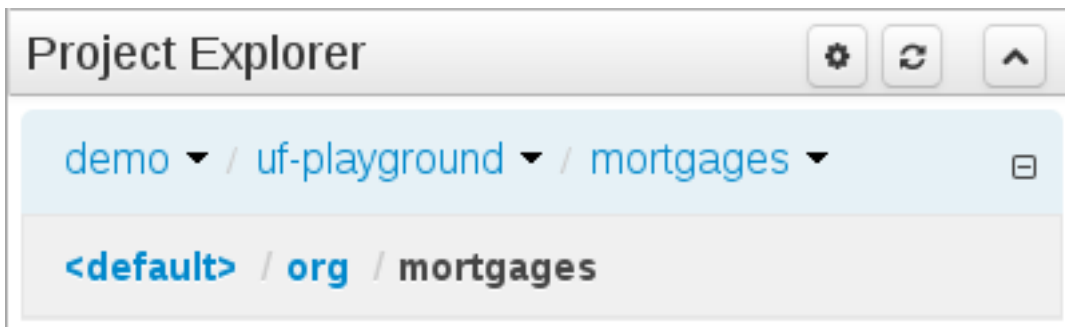 Project Explorer
demo / uf-playground / mortgages
<default> / org / mortgages